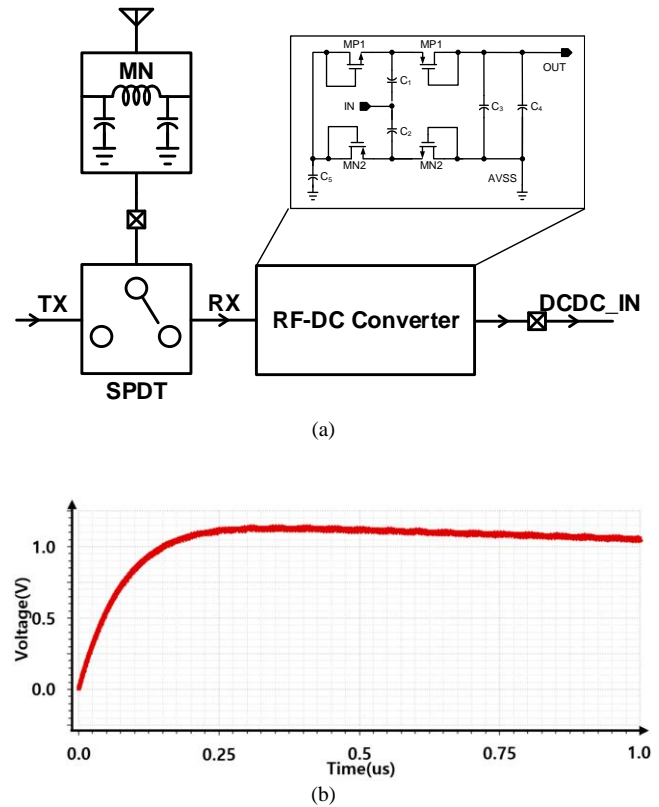 MN
MP1 MP1
OUT
C1
IN
C3 C4
C2
MN2 MN2
AVSS
C5
TX
RX
RF-DC Converter
DCDC_IN
SPDT
(a)
Voltage(V)
1.0
0.5
0.0
0.0 0.25 0.5 0.75 1.0
Time(us)
(b)